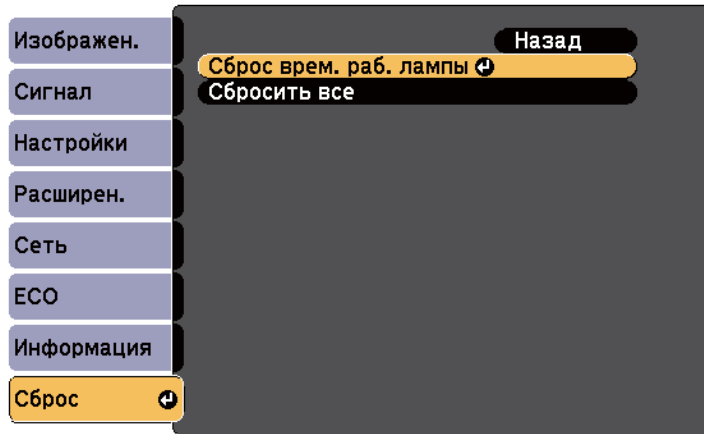 Изображен.
Сигнал
Настройки
Расширен.
Сеть
ECO
Информация
Сброс
Назад
Сброс врем. раб. лампы
Сбросить все